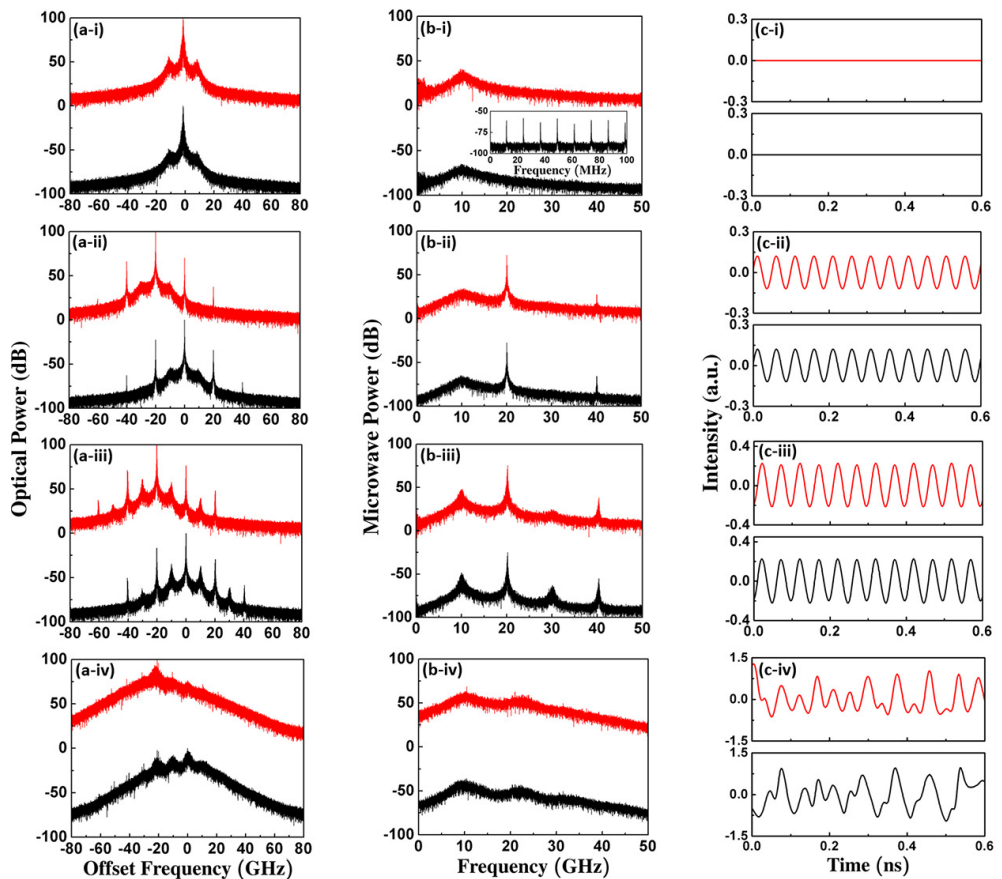 Optical Power (dB)
(a-i)
100
50
0
-50
-100
-80 -60 -40 -20 0 20 40 60 80
(a-ii)
100
50
0
-50
-100
-80 -60 -40 -20 0 20 40 60 80
(a-iii)
100
50
0
-50
-100
-80 -60 -40 -20 0 20 40 60 80
(a-iv)
100
50
0
-50
-100
-80 -60 -40 -20 0 20 40 60 80
Offset Frequency (GHz)
Microwave Power (dB)
(b-i)
100
50
0
-50
-100
0 10 20 30 40 50
-50
-75
-100
0 20 40 60 80 100
Frequency (MHz)
(b-ii)
100
50
0
-50
-100
0 10 20 30 40 50
(b-iii)
100
50
0
-50
-100
0 10 20 30 40 50
(b-iv)
100
50
0
-50
-100
0 10 20 30 40 50
Frequency (GHz)
Intensity (a.u.)
(c-i)
0.3
0.0
-0.3
0.3
0.0
-0.3
0.0 0.2 0.4 0.6
(c-ii)
0.3
0.0
-0.3
0.3
0.0
-0.3
0.0 0.2 0.4 0.6
(c-iii)
0.4
0.0
-0.4
0.4
0.0
-0.4
0.0 0.2 0.4 0.6
(c-iv)
1.5
0.0
-1.5
1.5
0.0
-1.5
0.0 0.2 0.4 0.6
Time (ns)